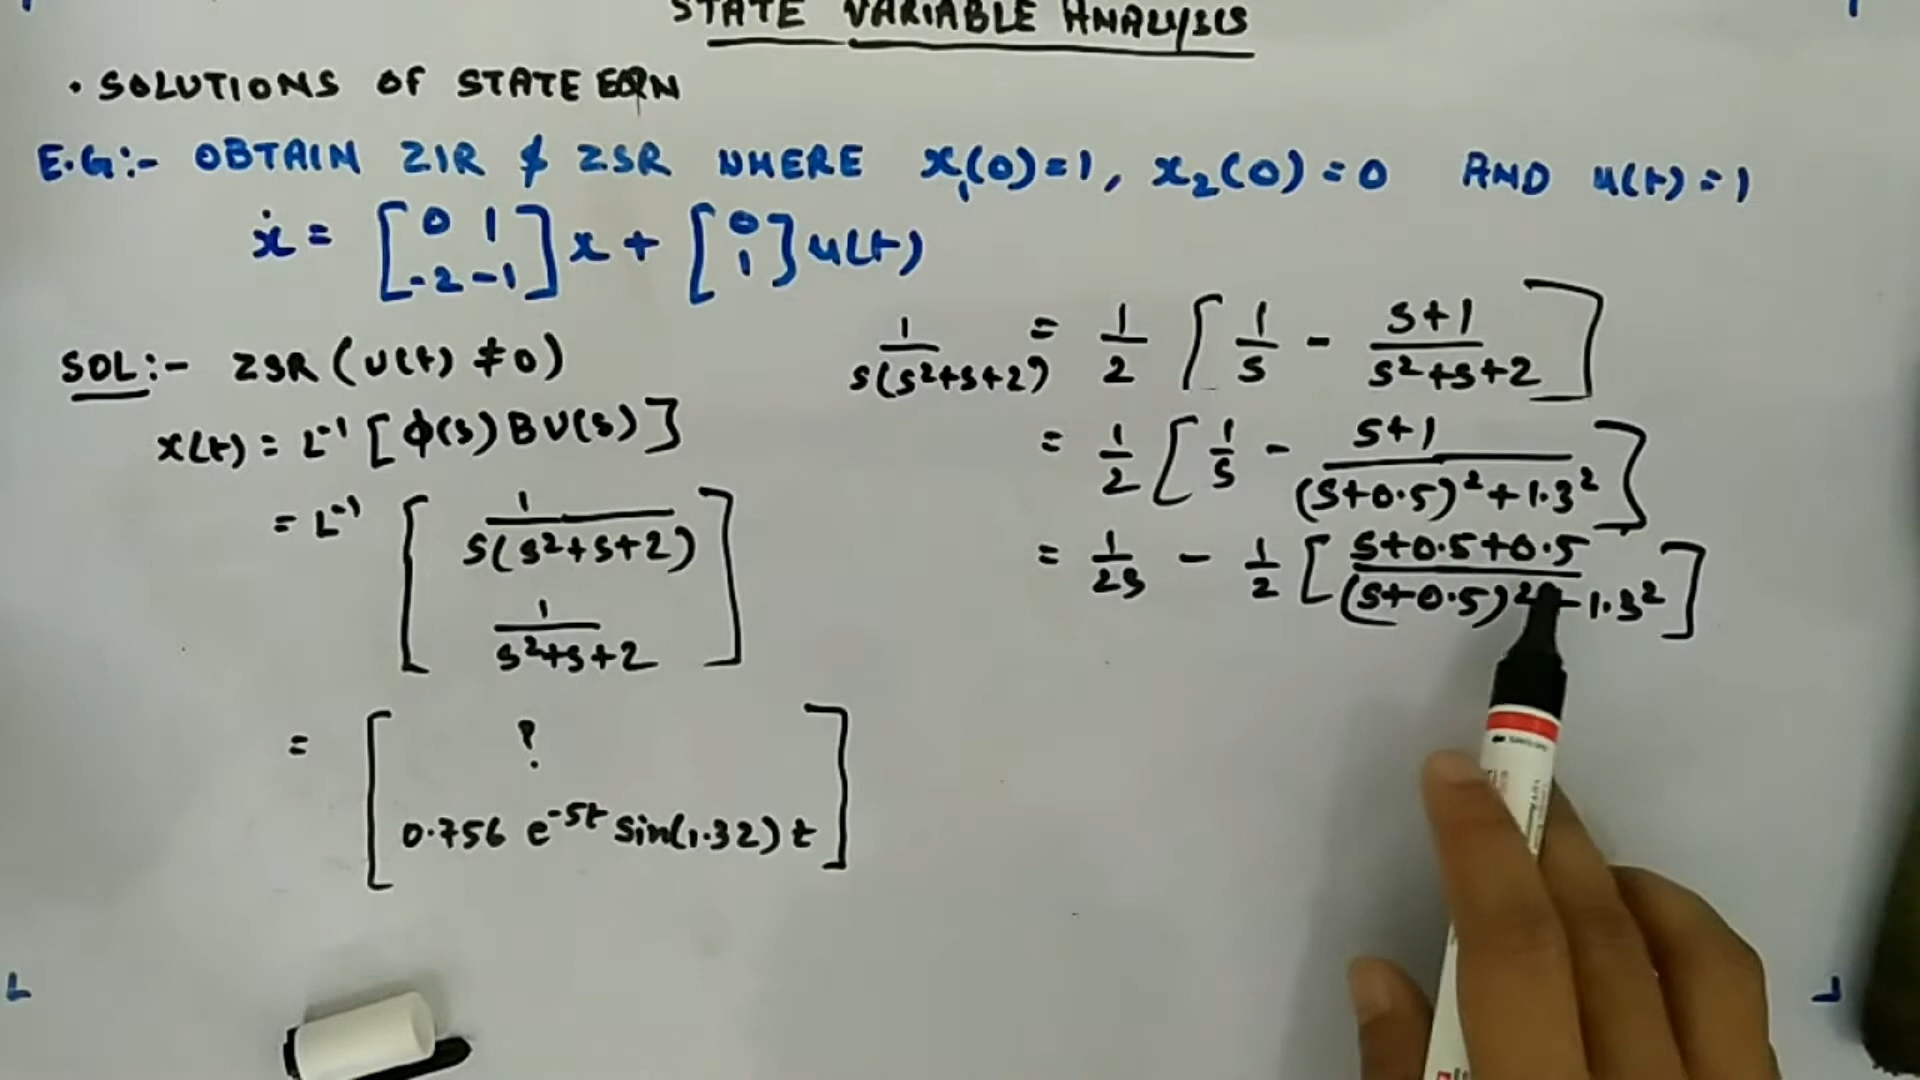 STATE VARIABLE ANALYSIS
• SOLUTIONS OF STATE EQN
E.G:- OBTAIN ZIR & ZSR WHERE x₁(0)=1, x₂(0)=0 AND u(t)=1
ẋ = [0 1; -2 -1] x + [0; 1] u(t)
SOL:- ZSR (U(t) ≠ 0)
x(t) = L⁻¹ [ϕ(s) B U(s)]
= L⁻¹ [1/(s(s²+s+2)); 1/(s²+s+2)]
= [?; 0.756 e^-5t sin(1.32) t]
1/(s(s²+s+2)) = 1/2 [1/s - (s+1)/(s²+s+2)]
= 1/2 [1/s - (s+1)/((s+0.5)²+1.3²)]
= 1/2s - 1/2 [(s+0.5+0.5)/((s+0.5)²+1.3²)]